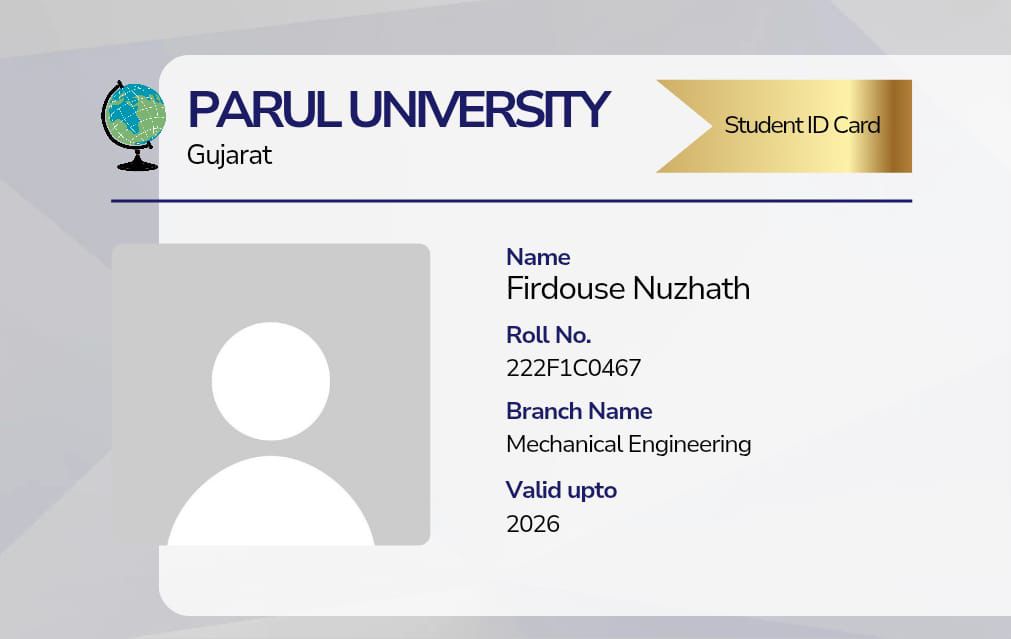 PARUL UNIVERSITY
Gujarat
Student ID Card
Name
Firdouse Nuzhath
Roll No.
222F1C0467
Branch Name
Mechanical Engineering
Valid upto
2026